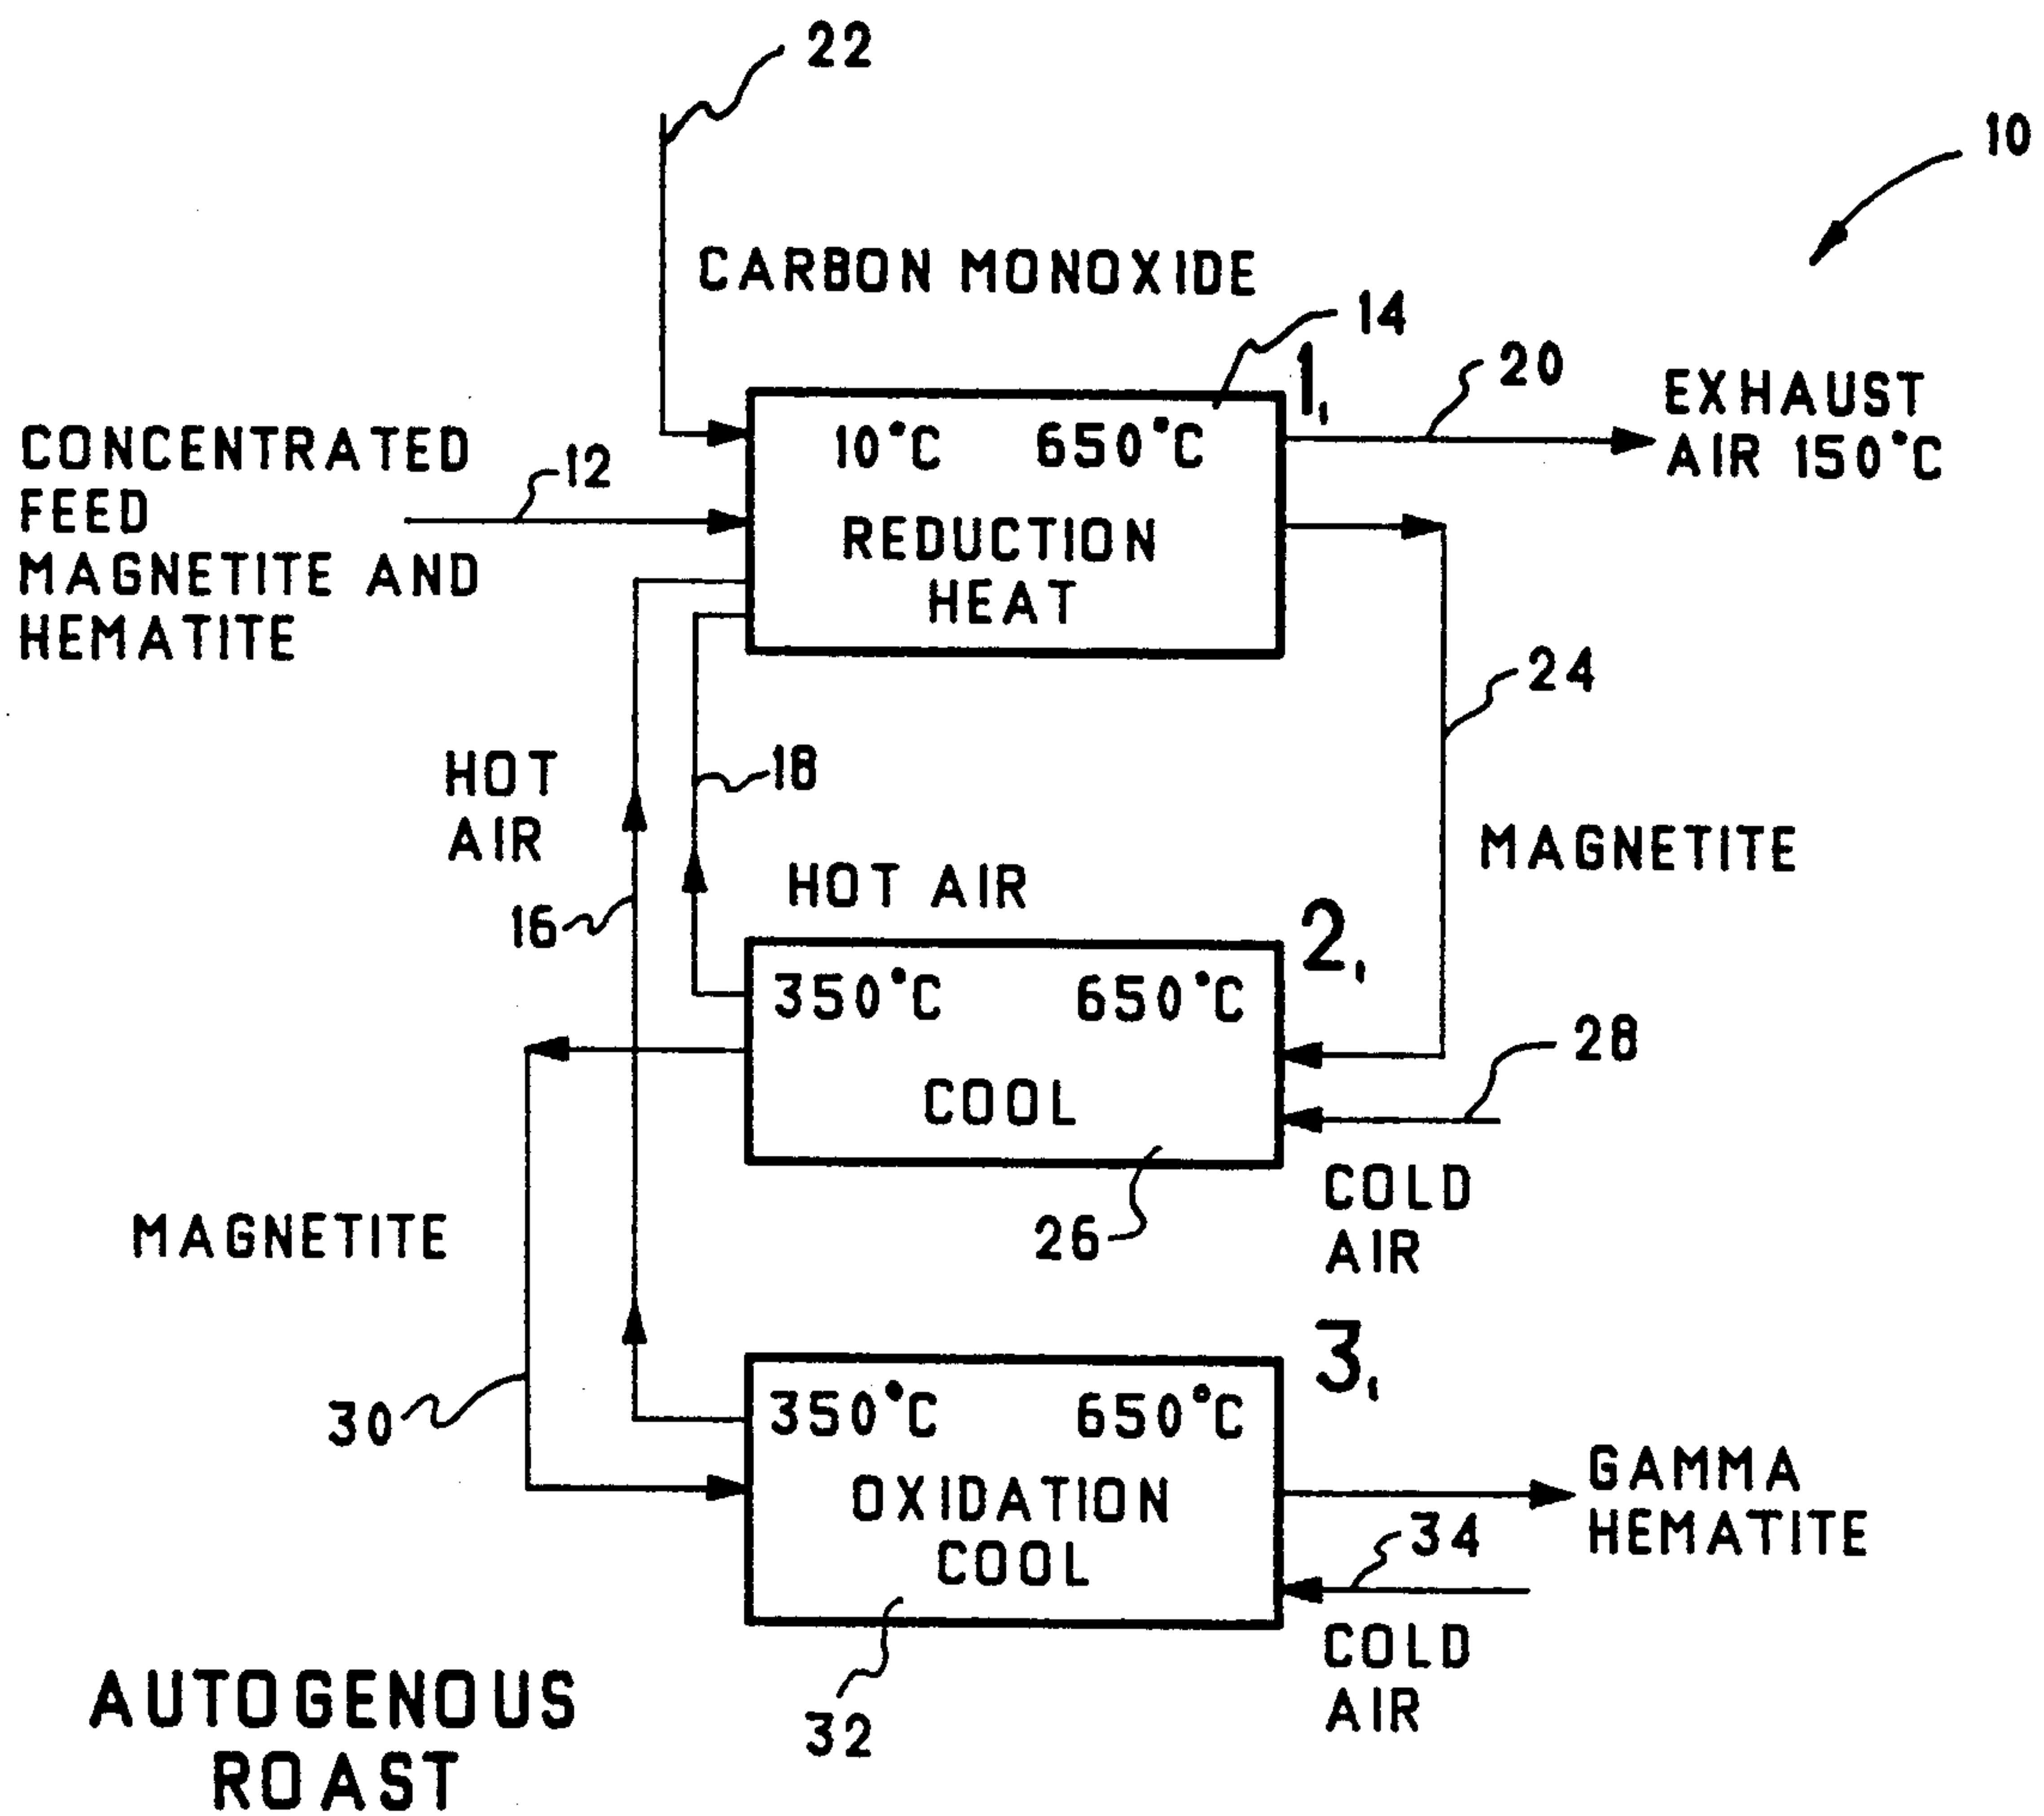 22
10
CARBON MONOXIDE
14
1,
20
EXHAUST
AIR 150°C
CONCENTRATED
FEED
MAGNETITE AND
HEMATITE
12
10°C 650°C
REDUCTION
HEAT
24
HOT
AIR
18
MAGNETITE
HOT AIR
16
2,
350°C 650°C
COOL
28
COLD
AIR
26
MAGNETITE
3,
30
350°C 650°C
OXIDATION
COOL
GAMMA
HEMATITE
34
COLD
AIR
32
AUTOGENOUS
ROAST